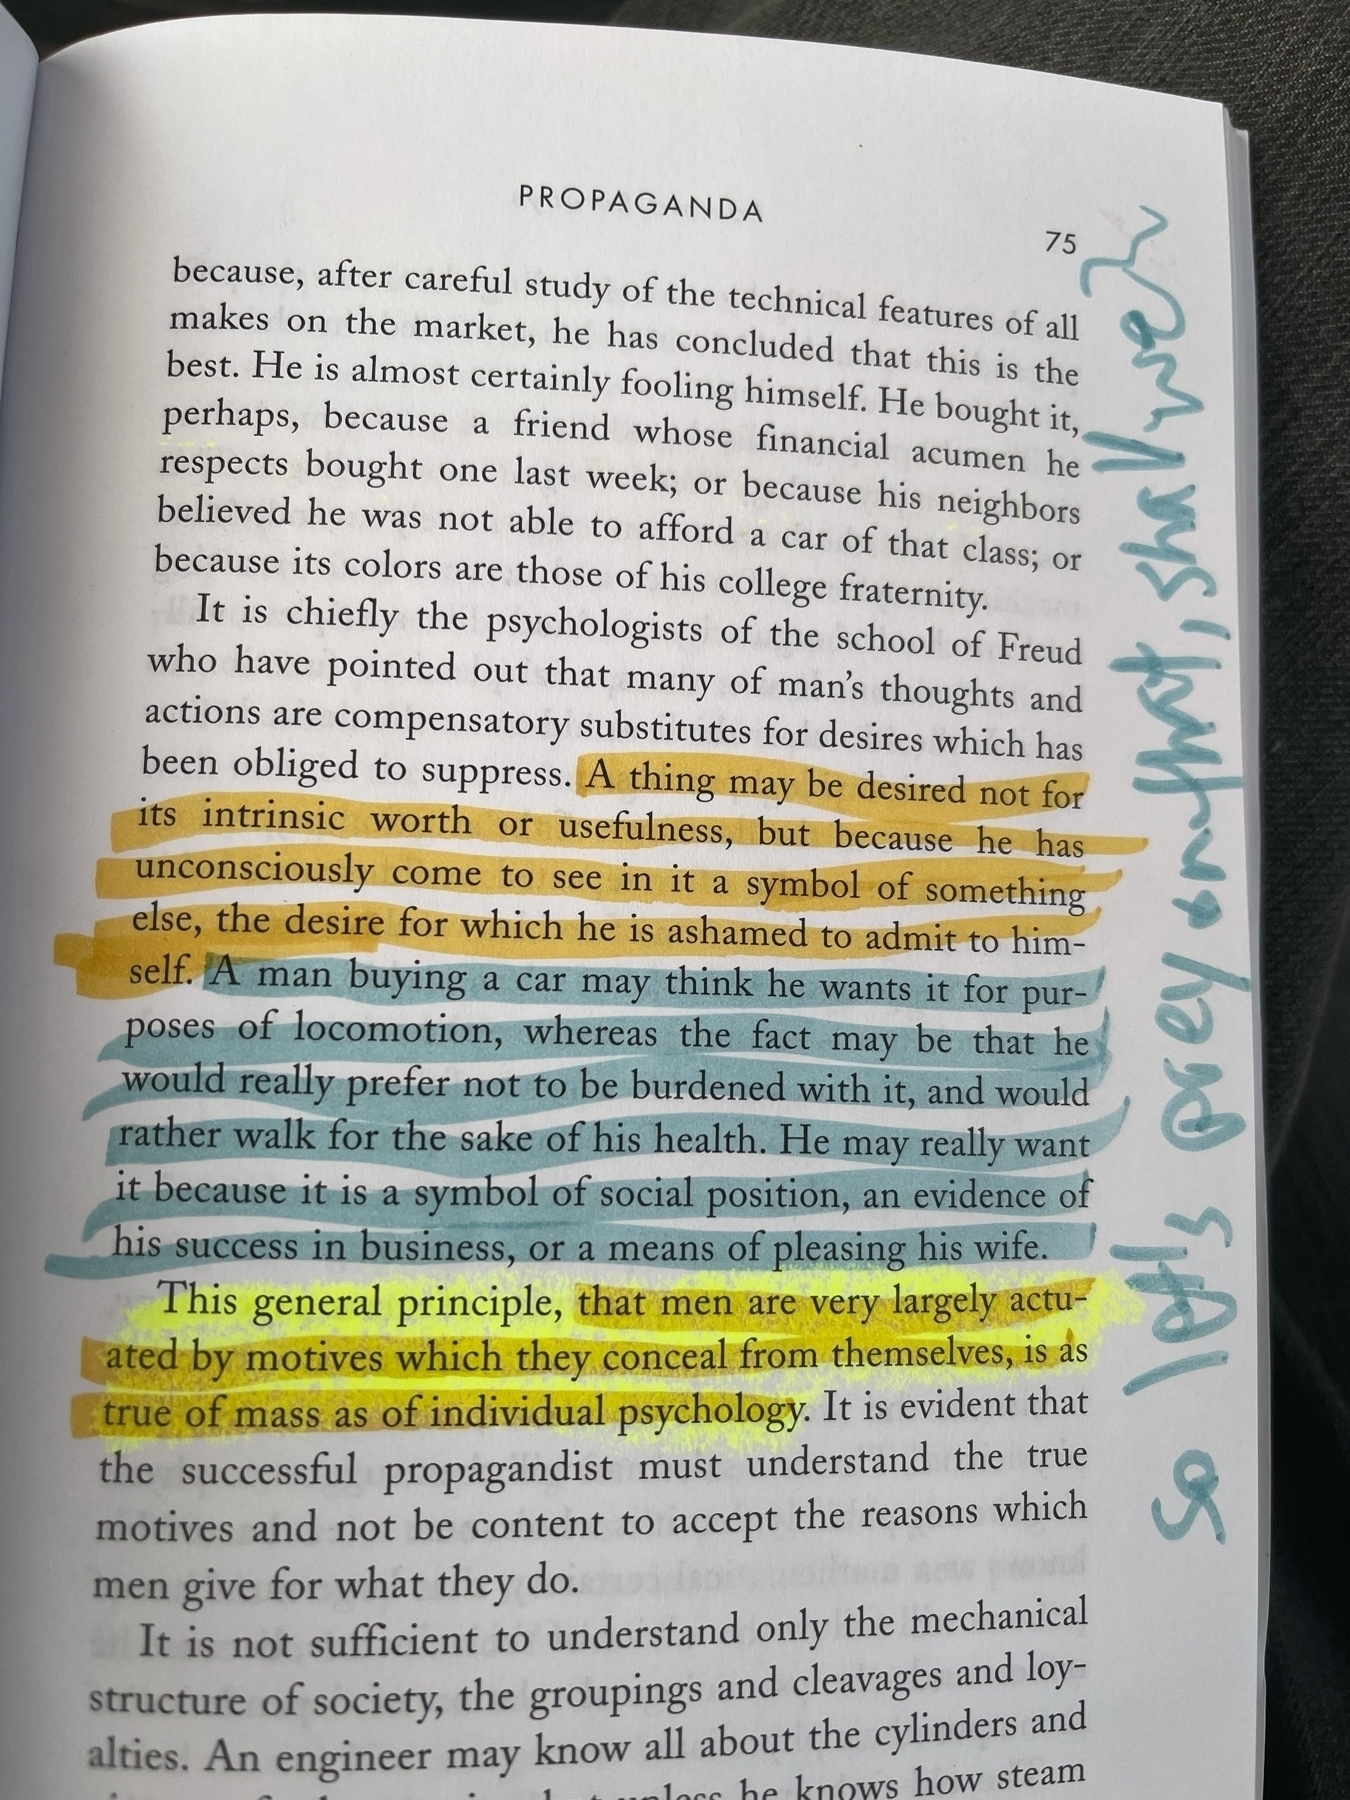 PROPAGANDA
75
because, after careful study of the technical features of all
makes on the market, he has concluded that this is the
best. He is almost certainly fooling himself. He bought it,
perhaps, because a friend whose financial acumen he
respects bought one last week; or because his neighbors
believed he was not able to afford a car of that class; or
because its colors are those of his college fraternity.
It is chiefly the psychologists of the school of Freud
who have pointed out that many of man's thoughts and
actions are compensatory substitutes for desires which has
been obliged to suppress. A thing may be desired not for
its intrinsic worth or usefulness, but because he has
unconsciously come to see in it a symbol of something
else, the desire for which he is ashamed to admit to him-
self. A man buying a car may think he wants it for pur-
poses of locomotion, whereas the fact may be that he
would really prefer not to be burdened with it, and would
rather walk for the sake of his health. He may really want
it because it is a symbol of social position, an evidence of
his success in business, or a means of pleasing his wife.
This general principle, that men are very largely actu-
ated by motives which they conceal from themselves, is as
true of mass as of individual psychology. It is evident that
the successful propagandist must understand the true
motives and not be content to accept the reasons which
men give for what they do.
It is not sufficient to understand only the mechanical
structure of society, the groupings and cleavages and loy-
alties. An engineer may know all about the cylinders and
he knows how steam
so let's prey on